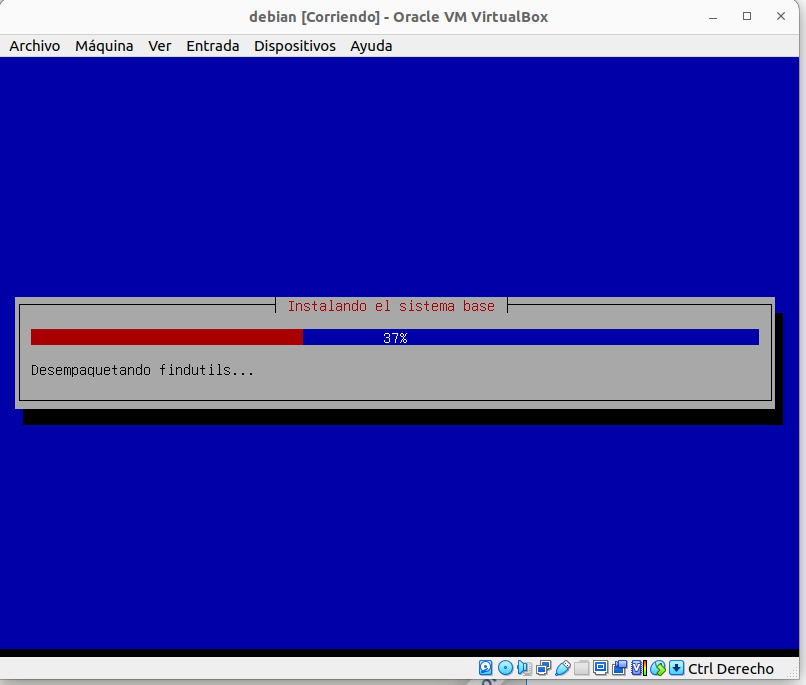 debian [Corriendo] - Oracle VM VirtualBox
Archivo Máquina Ver Entrada Dispositivos Ayuda
Instalando el sistema base
37%
Desempaquetando findutils...
Ctrl Derecho